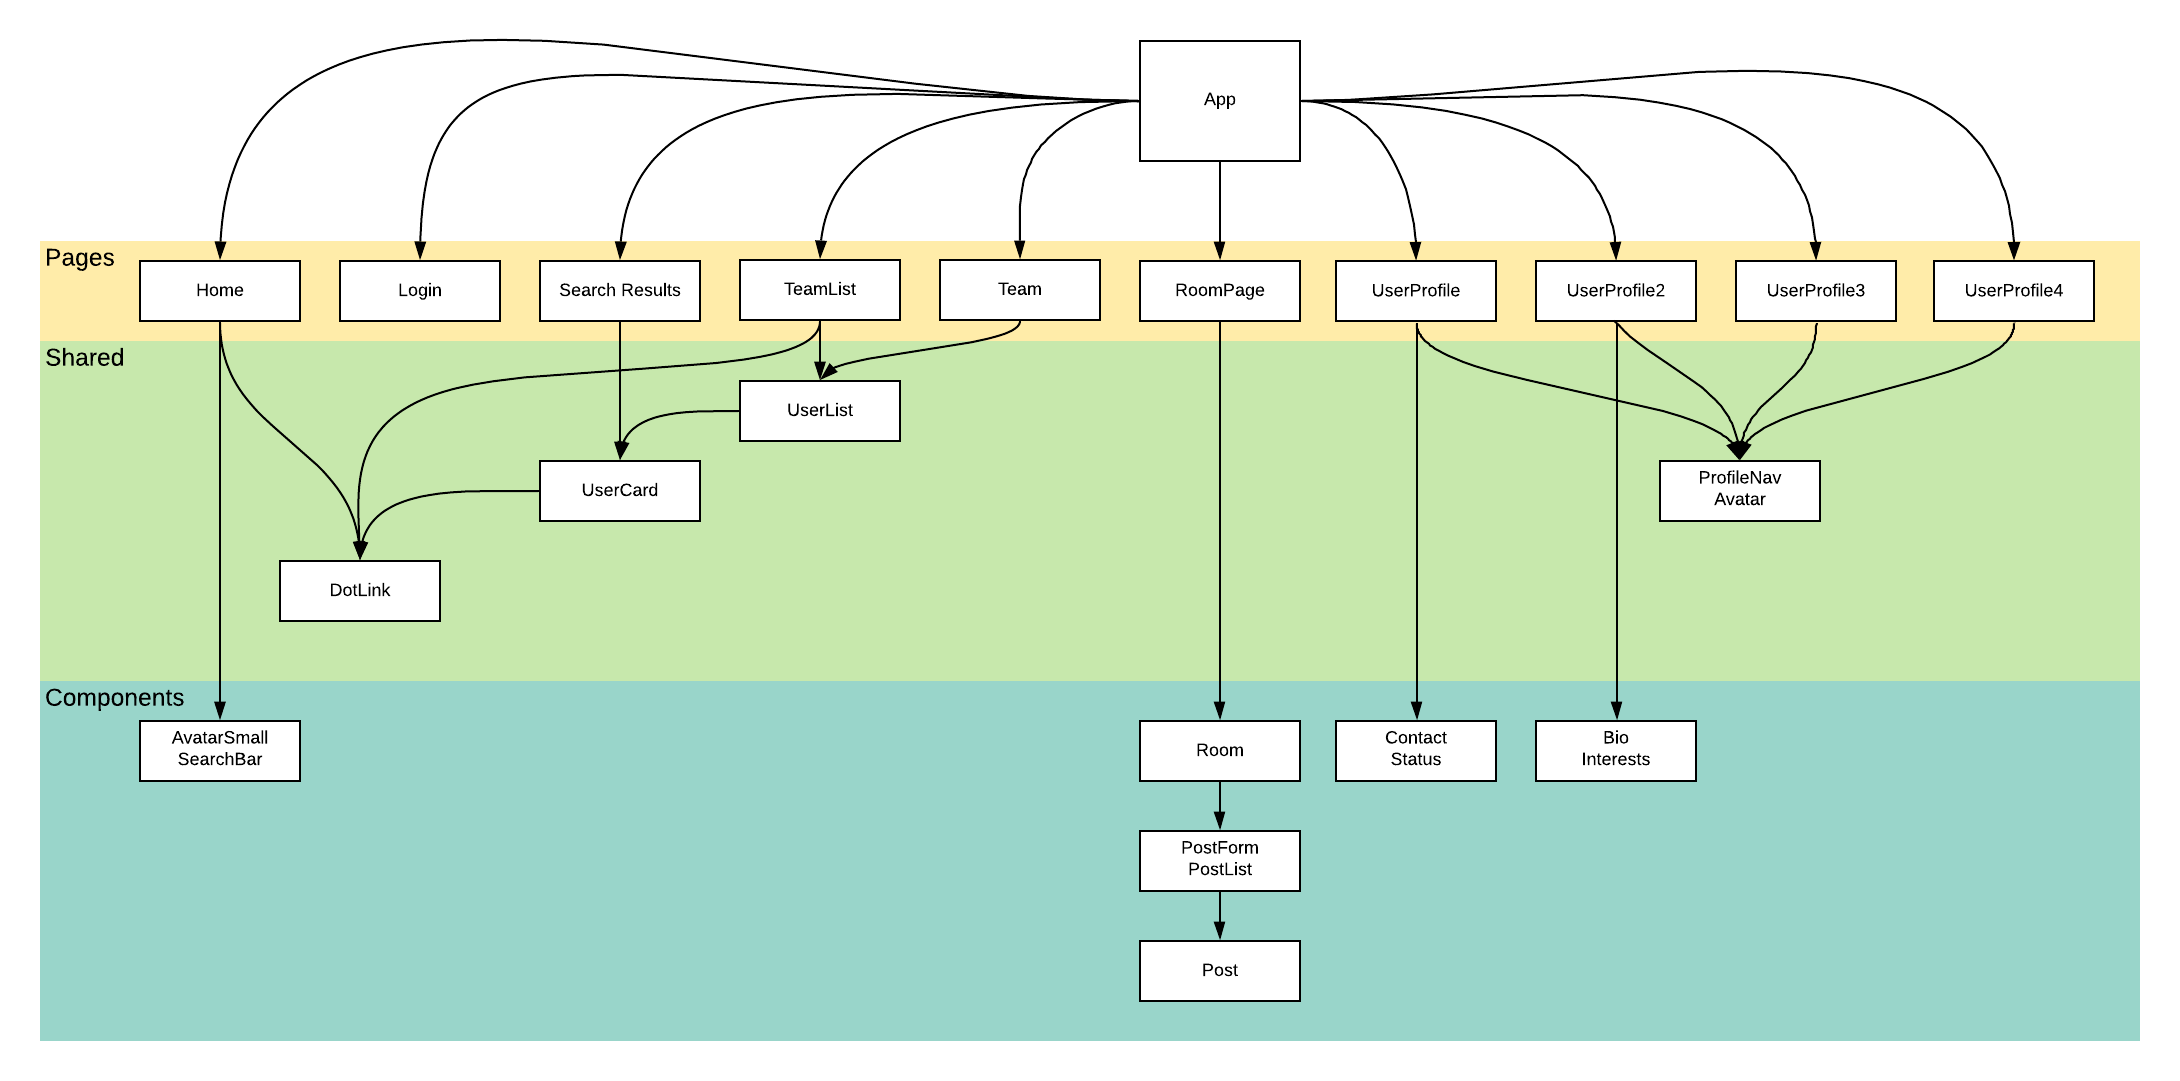 App
Pages
Home
Login
Search Results
TeamList
Team
RoomPage
UserProfile
UserProfile2
UserProfile3
UserProfile4
Shared
UserList
UserCard
ProfileNav
Avatar
DotLink
Components
AvatarSmall
SearchBar
Room
Contact
Status
Bio
Interests
PostForm
PostList
Post